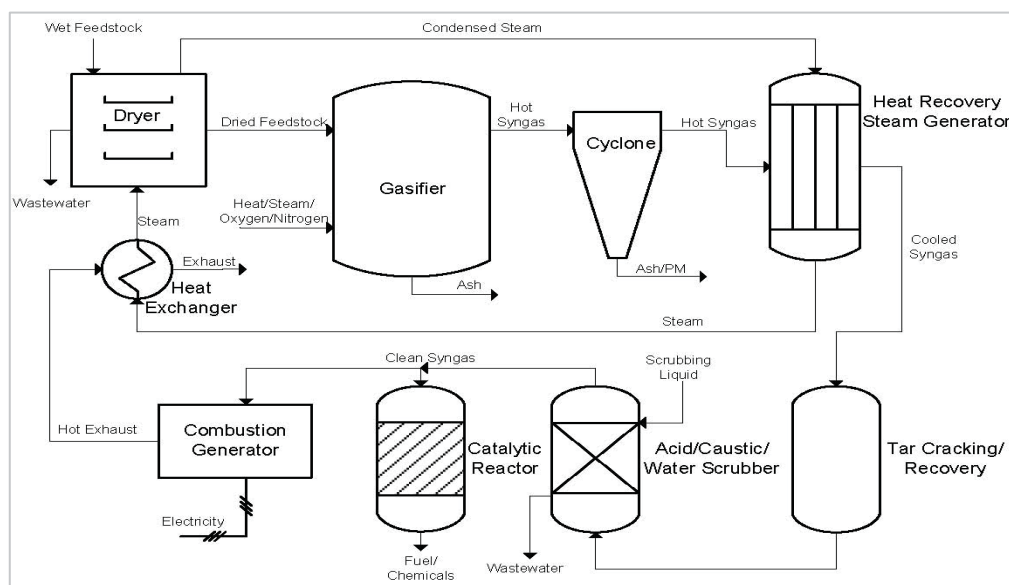 Wet Feedstock
Condensed Steam
Dryer
Dried Feedstock
Hot
Syngas
Cyclone
Hot Syngas
Heat Recovery
Steam Generator
Gasifier
Wastewater
Heat/Steam/
Oxygen/Nitrogen
Steam
Exhaust
Heat
Exchanger
Ash
Ash/PM
Cooled
Syngas
Steam
Clean Syngas
Scrubbing
Liquid
Hot Exhaust
Combustion
Generator
Catalytic
Reactor
Acid/Caustic/
Water Scrubber
Tar Cracking/
Recovery
Electricity
Fuel/
Chemicals
Wastewater